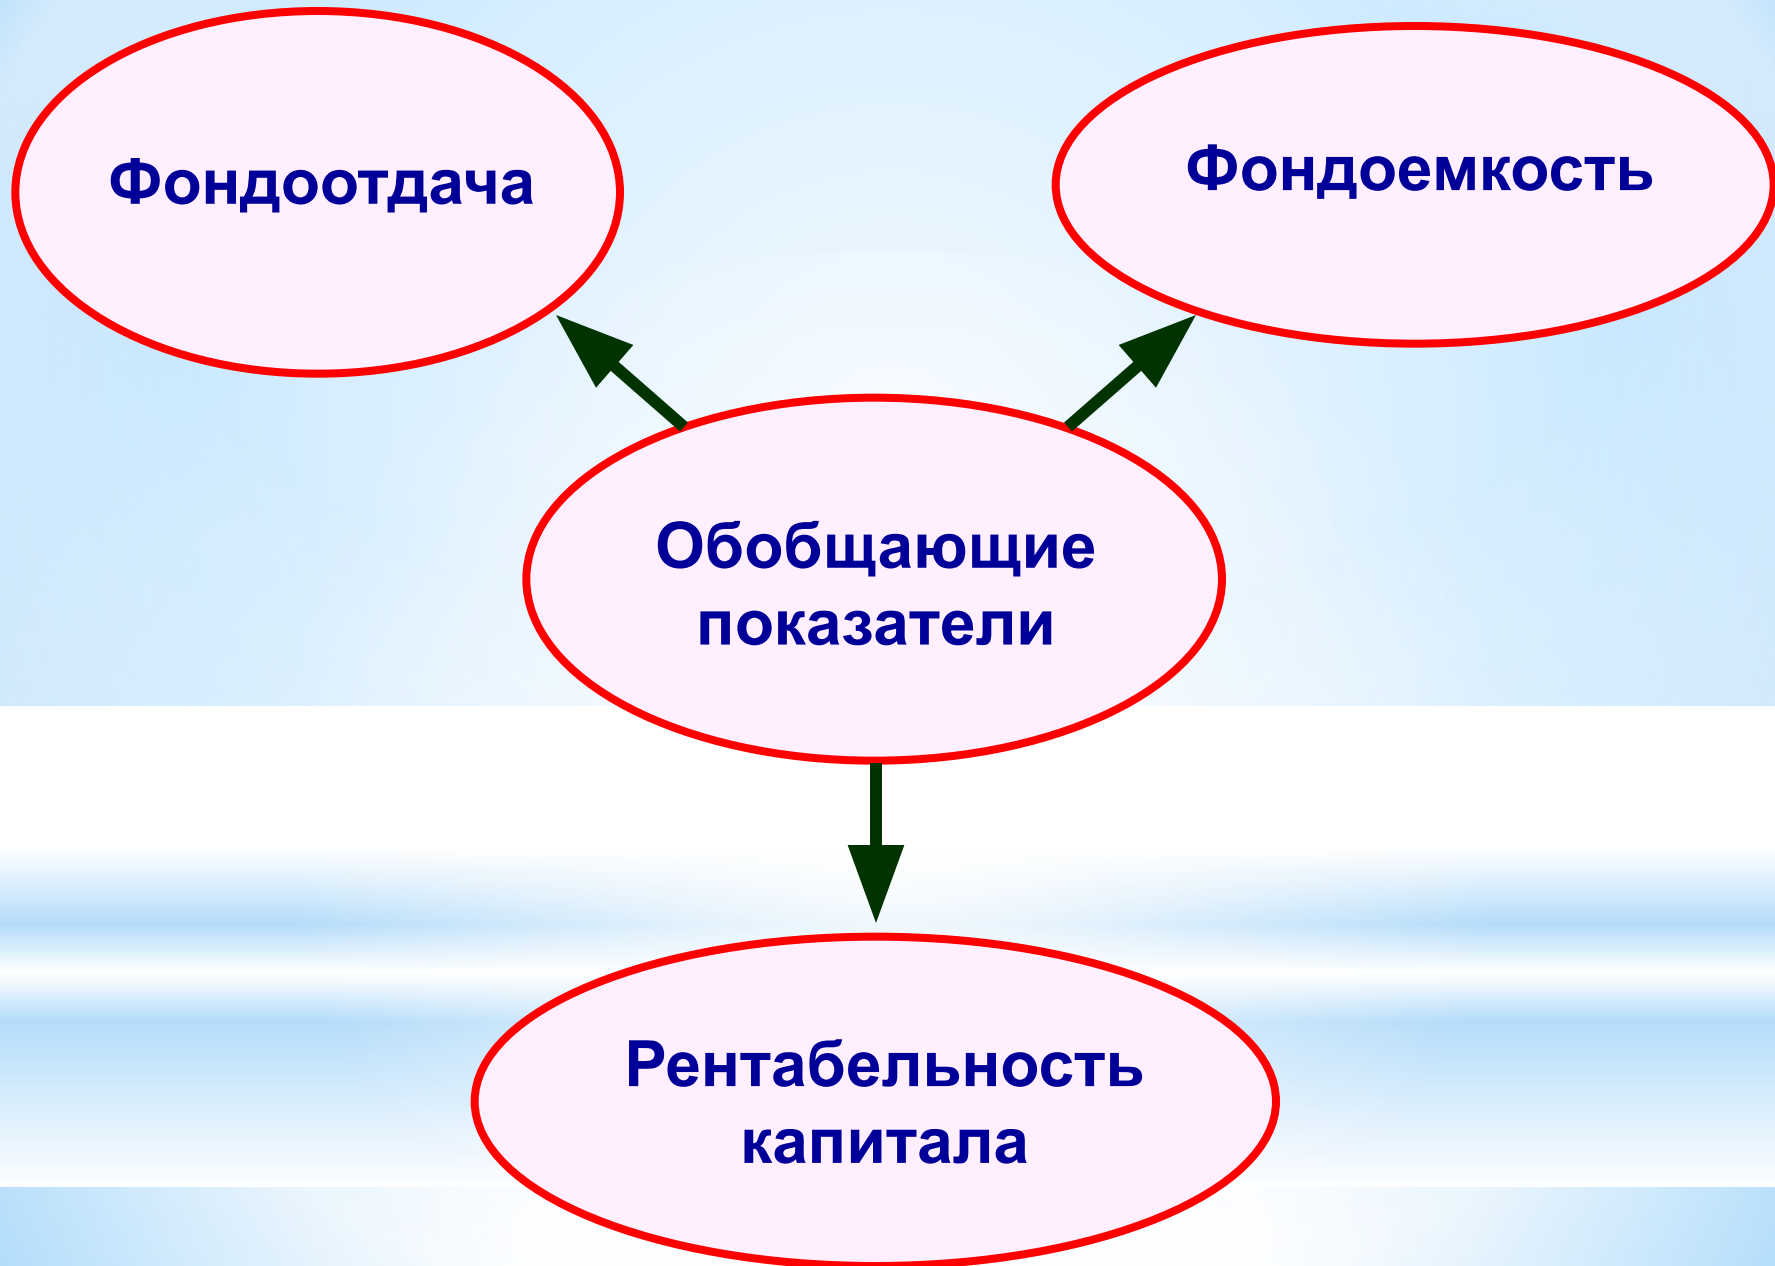 Фондоотдача
Фондоемкость
Обобщающие
показатели
Рентабельность
капитала